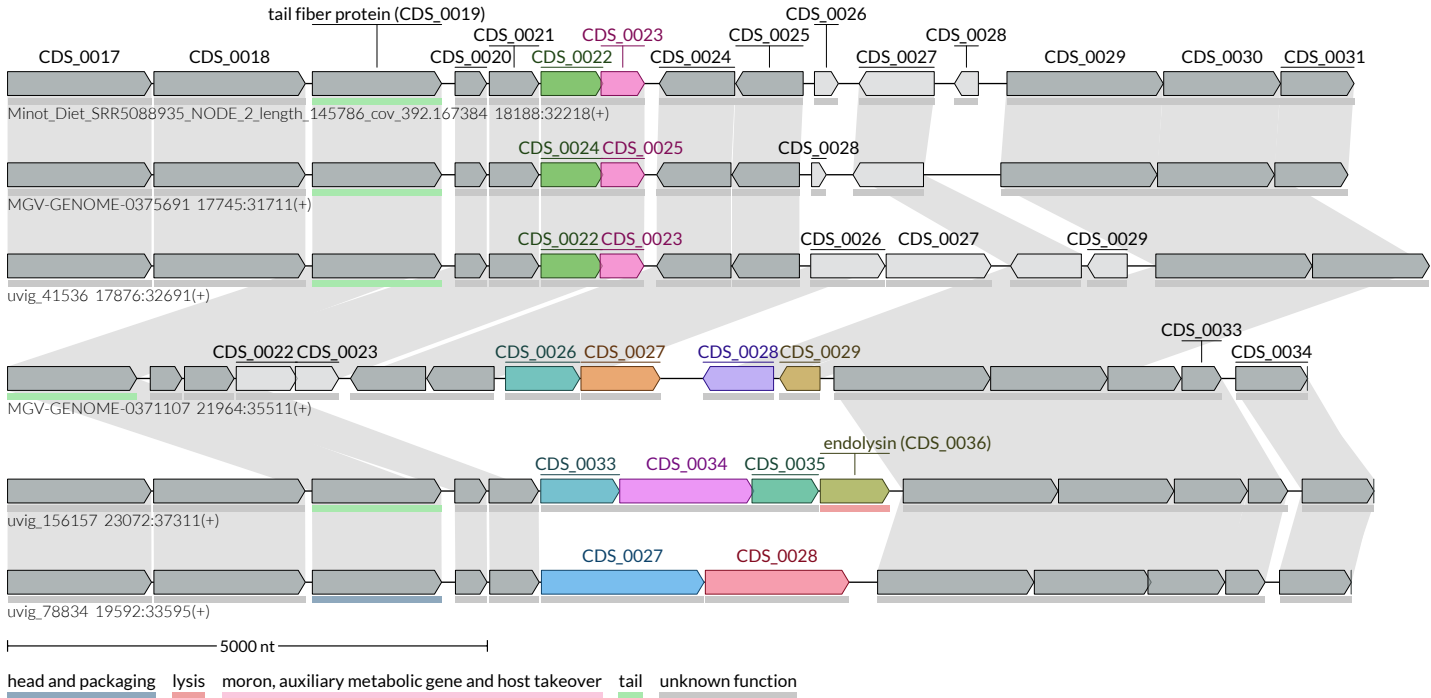 tail fiber protein (CDS_0019) CDS_0026
CDS_0021 CDS_0023 CDS_0025 CDS_0028
CDS_0017 CDS_0018 CDS_0020 CDS_0022 CDS_0024 CDS_0027 CDS_0029 CDS_0030 CDS_0031
Minot_Diet_SRR5088935_NODE_2_length_145786_cov_392.167384 18188:32218(+)
CDS_0024 CDS_0025 CDS_0028
MGV-GENOME-0375691 17745:31711(+)
CDS_0022 CDS_0023 CDS_0026 CDS_0027 CDS_0029
uvig_41536 17876:32691(+)
CDS_0033
CDS_0022 CDS_0023 CDS_0026 CDS_0027 CDS_0028 CDS_0029 CDS_0034
MGV-GENOME-0371107 21964:35511(+)
endolysin (CDS_0036)
CDS_0033 CDS_0034 CDS_0035
uvig_156157 23072:37311(+)
CDS_0027 CDS_0028
uvig_78834 19592:33595(+)
5000 nt
head and packaging lysis moron, auxiliary metabolic gene and host takeover tail unknown function